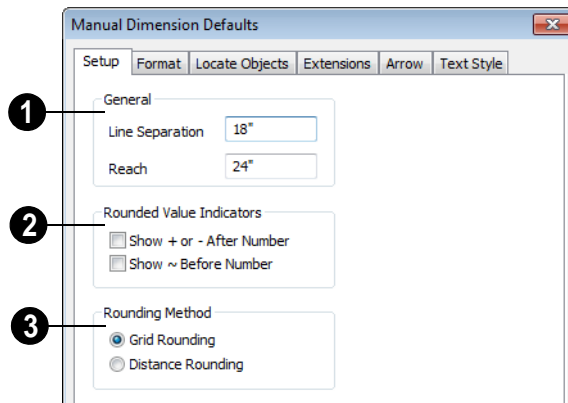 Manual Dimension Defaults
Setup Format Locate Objects Extensions Arrow Text Style
1
General
Line Separation 18"
Reach 24"
2
Rounded Value Indicators
Show + or - After Number
Show ~ Before Number
3
Rounding Method
Grid Rounding
Distance Rounding